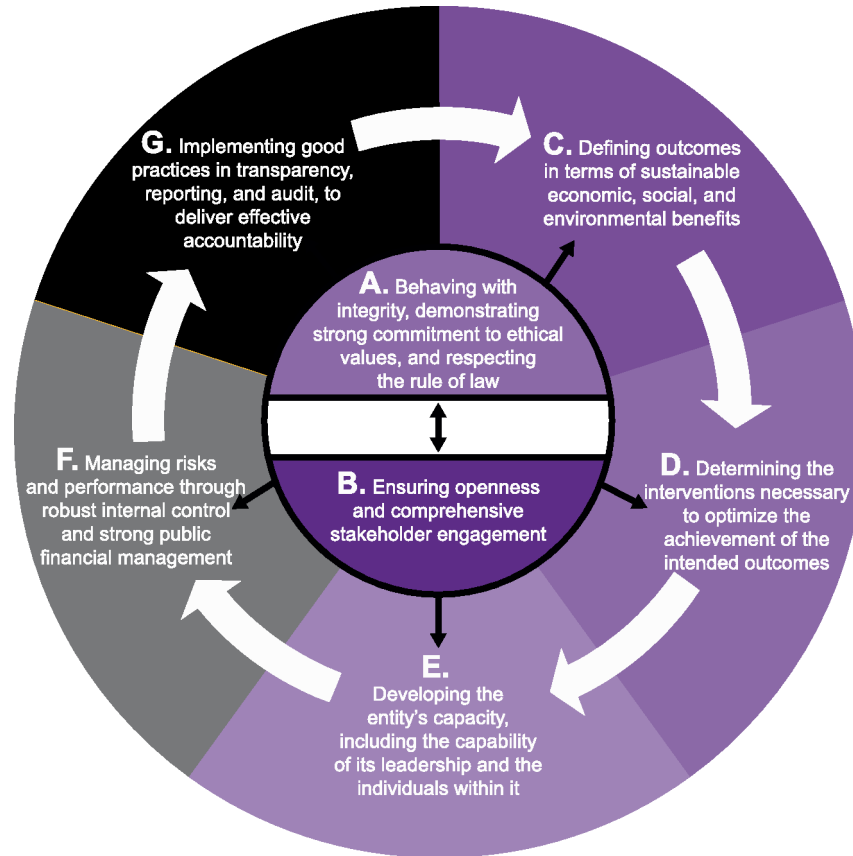 A. Behaving with
integrity, demonstrating
strong commitment to ethical
values, and respecting
the rule of law
B. Ensuring openness
and comprehensive
stakeholder engagement
C. Defining outcomes
in terms of sustainable
economic, social, and
environmental benefits
D. Determining the
interventions necessary
to optimize the
achievement of the
intended outcomes
E.
Developing the
entity’s capacity,
including the capability
of its leadership and the
individuals within it
F. Managing risks
and performance through
robust internal control
and strong public
financial management
G. Implementing good
practices in transparency,
reporting, and audit, to
deliver effective
accountability